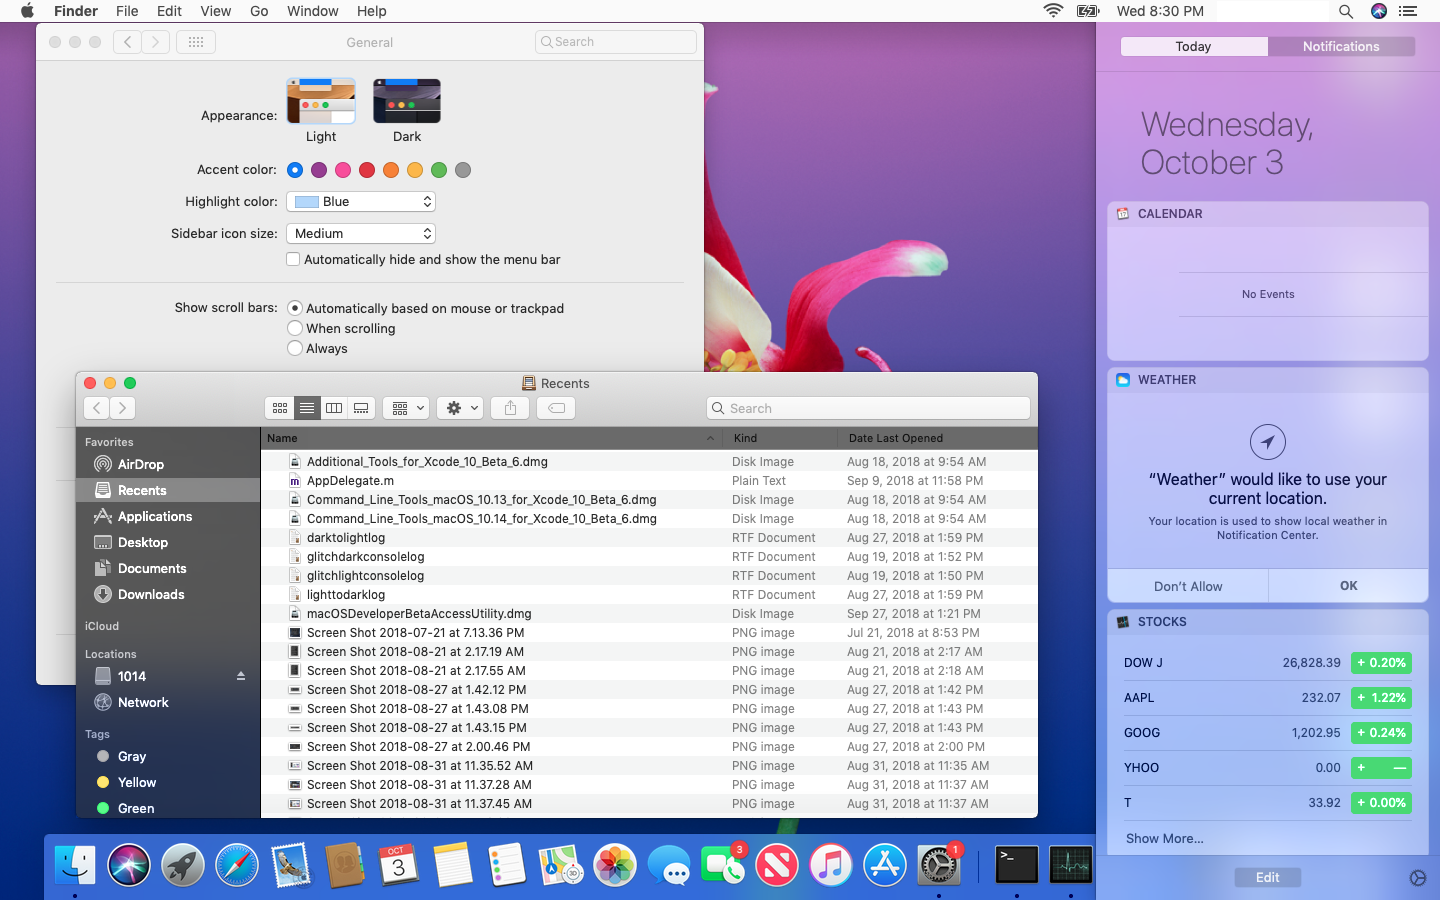 Finder File Edit View Go Window Help Wed 8:30 PM
General
Search
Appearance:
Light Dark
Accent color:
Highlight color: Blue
Sidebar icon size: Medium
Automatically hide and show the menu bar
Show scroll bars: Automatically based on mouse or trackpad
When scrolling
Always
Recents
Search
Favorites
AirDrop
Recents
Applications
Desktop
Documents
Downloads
iCloud
Locations
1014
Network
Tags
Gray
Yellow
Green
Name Kind Date Last Opened
Additional_Tools_for_Xcode_10_Beta_6.dmg Disk Image Aug 18, 2018 at 9:54 AM
AppDelegate.m Plain Text Sep 9, 2018 at 11:58 PM
Command_Line_Tools_macOS_10.13_for_Xcode_10_Beta_6.dmg Disk Image Aug 18, 2018 at 9:54 AM
Command_Line_Tools_macOS_10.14_for_Xcode_10_Beta_6.dmg Disk Image Aug 18, 2018 at 9:54 AM
darktolightlog RTF Document Aug 27, 2018 at 1:59 PM
glitchdarkconsolelog RTF Document Aug 19, 2018 at 1:52 PM
glitchlightconsolelog RTF Document Aug 19, 2018 at 1:50 PM
lighttodarklog RTF Document Aug 27, 2018 at 1:59 PM
macOSDeveloperBetaAccessUtility.dmg Disk Image Sep 27, 2018 at 1:21 PM
Screen Shot 2018-07-21 at 7.13.36 PM PNG image Jul 21, 2018 at 8:53 PM
Screen Shot 2018-08-21 at 2.17.19 AM PNG image Aug 21, 2018 at 2:17 AM
Screen Shot 2018-08-21 at 2.17.55 AM PNG image Aug 21, 2018 at 2:18 AM
Screen Shot 2018-08-27 at 1.42.12 PM PNG image Aug 27, 2018 at 1:42 PM
Screen Shot 2018-08-27 at 1.43.08 PM PNG image Aug 27, 2018 at 1:43 PM
Screen Shot 2018-08-27 at 1.43.15 PM PNG image Aug 27, 2018 at 1:43 PM
Screen Shot 2018-08-27 at 2.00.46 PM PNG image Aug 27, 2018 at 2:00 PM
Screen Shot 2018-08-31 at 11.35.52 AM PNG image Aug 31, 2018 at 11:35 AM
Screen Shot 2018-08-31 at 11.37.28 AM PNG image Aug 31, 2018 at 11:37 AM
Screen Shot 2018-08-31 at 11.37.45 AM PNG image Aug 31, 2018 at 11:37 AM
Today Notifications
Wednesday,
October 3
CALENDAR
No Events
WEATHER
“Weather” would like to use your
current location.
Your location is used to show local weather in
Notification Center.
Don’t Allow OK
STOCKS
DOW J 26,828.39 + 0.20%
AAPL 232.07 + 1.22%
GOOG 1,202.95 + 0.24%
YHOO 0.00 + —
T 33.92 + 0.00%
Show More...
Edit
OCT
3
3D
3
1
>_